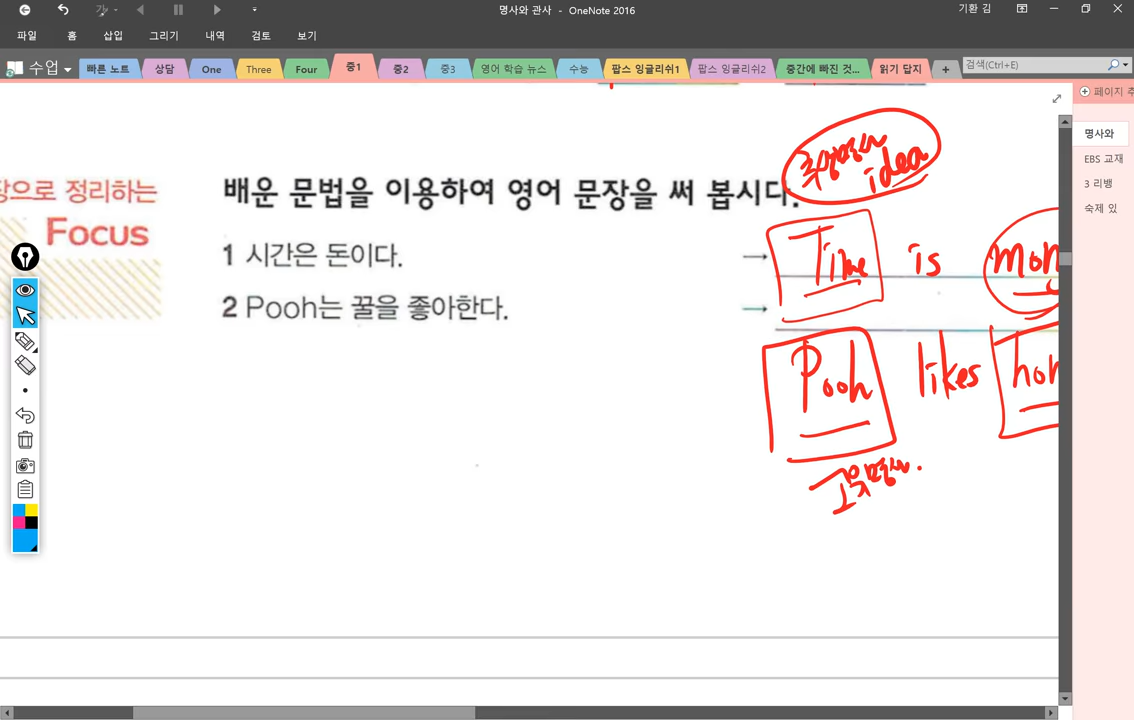 명사와 관사 - OneNote 2016
기환 김
파일 홈 삽입 그리기 내역 검토 보기
수업 빠른 노트 상담 One Three Four 중1 중2 중3 영어 학습 뉴스 수능 팝스 잉글리쉬1 팝스 잉글리쉬2 중간에 빠진 것... 읽기 답지 + 검색(Ctrl+E)
페이지 추
명사와
EBS 교재
3 리뱅
숙제 있
추상명사
idea
장으로 정리하는
Focus
배운 문법을 이용하여 영어 문장을 써 봅시다.
1 시간은 돈이다. →
Time is mon
2 Pooh는 꿀을 좋아한다. →
Pooh likes hon
고유명사.